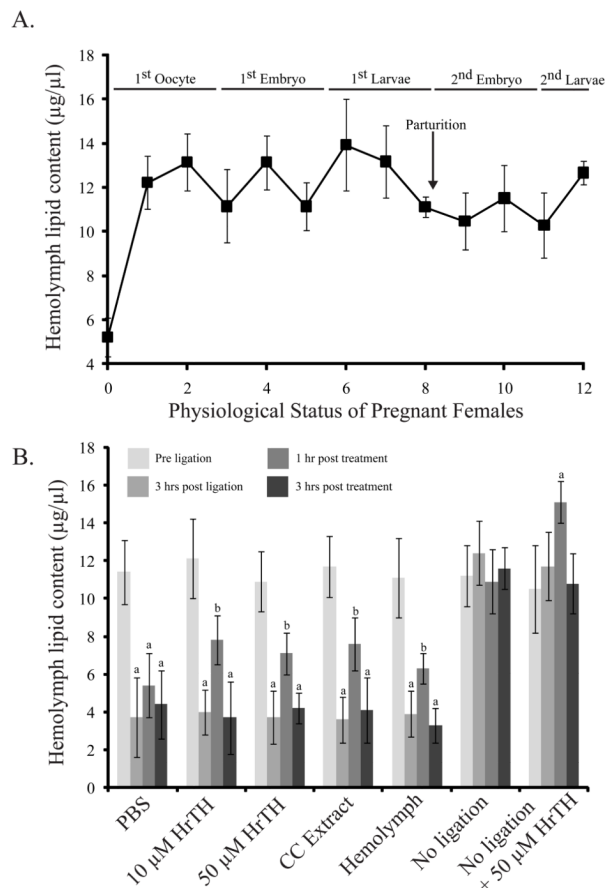 A.
1st Oocyte 1st Embryo 1st Larvae 2nd Embryo 2nd Larvae
Parturition
Hemolymph lipid content (µg/µl)
18
16
14
12
10
8
6
4
0 2 4 6 8 10 12
Physiological Status of Pregnant Females
B.
Pre ligation 1 hr post treatment
3 hrs post ligation 3 hrs post treatment
Hemolymph lipid content (µg/µl)
18
16
14
12
10
8
6
4
2
0
a a a
a b a
a b a
a b a
a b a
a
PBS
10 µM HrTH
50 µM HrTH
CC Extract
Hemolymph
No ligation
No ligation
+ 50 µM HrTH